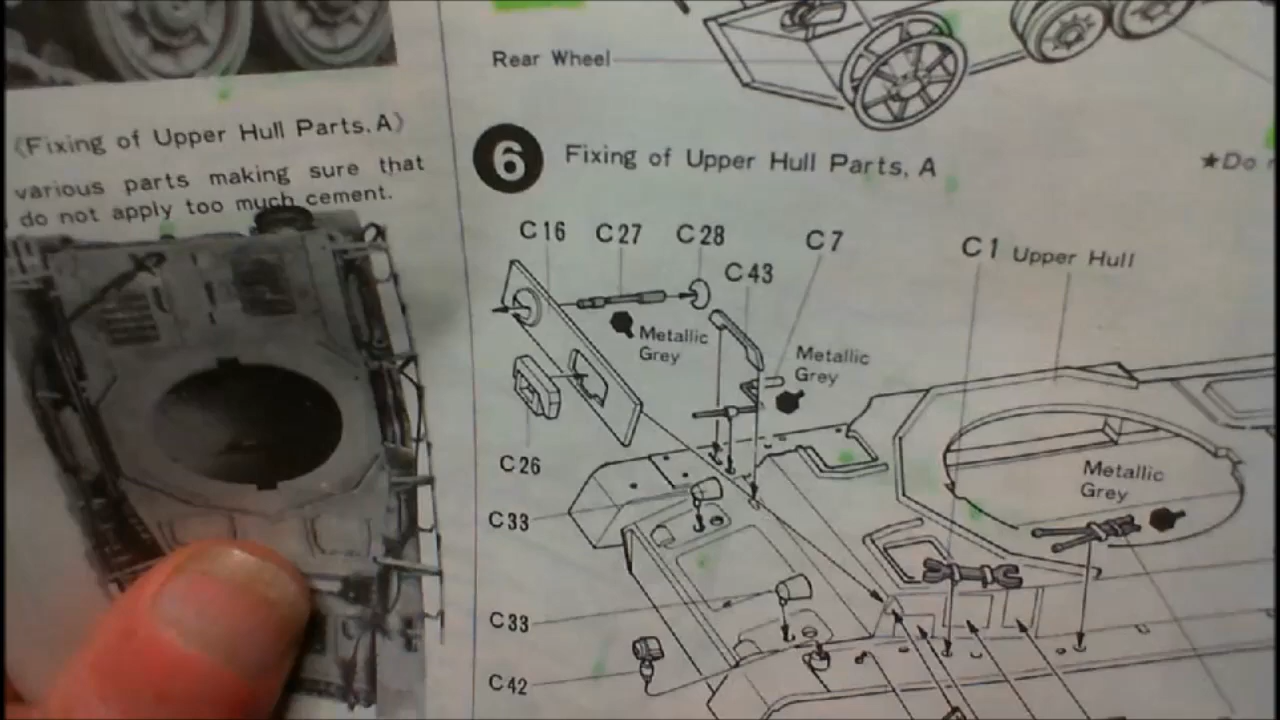 《Fixing of Upper Hull Parts. A》
various parts making sure that
do not apply too much cement.
Rear Wheel
6 Fixing of Upper Hull Parts, A
★Do
C16 C27 C28 C7
C43 C1 Upper Hull
Metallic
Grey
Metallic
Grey
C26
Metallic
Grey
C33
C33
C42